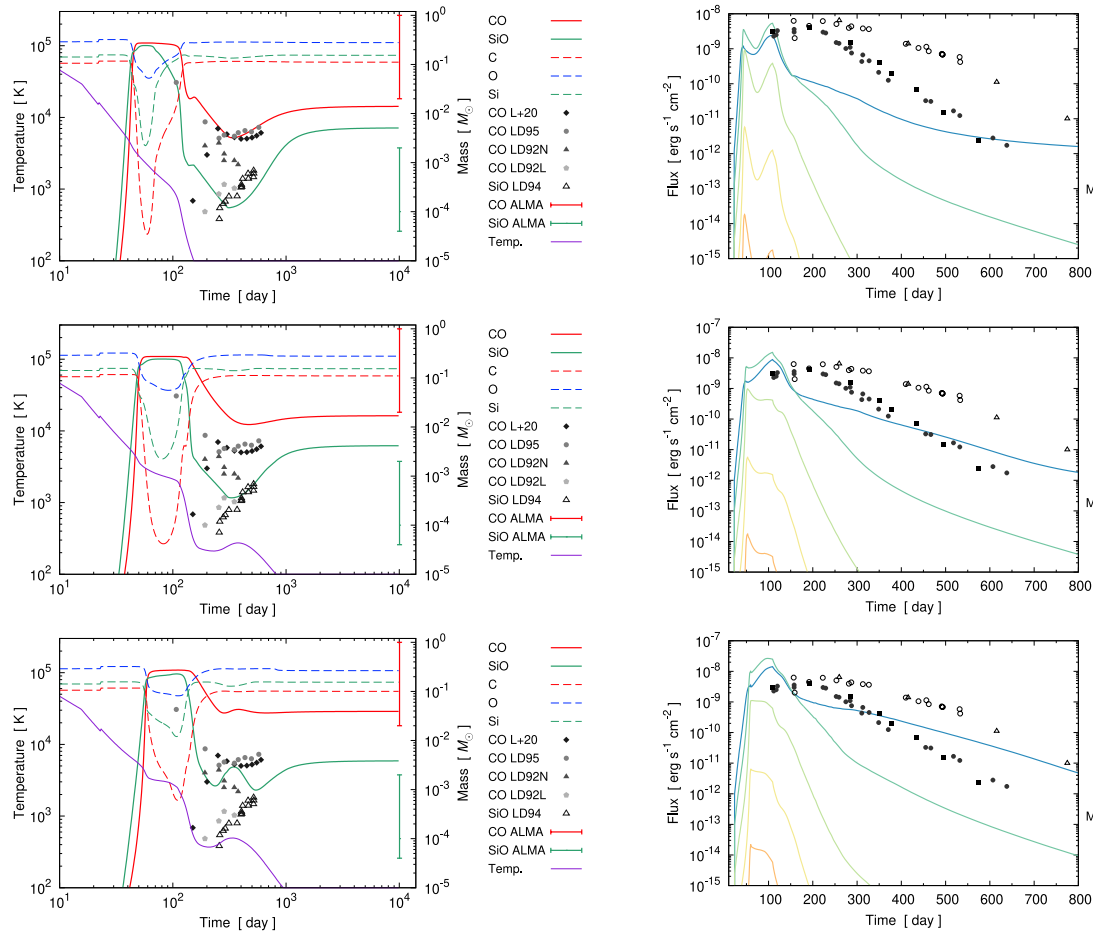 10^5
10^4
10^3
10^2
Temperature [ K ]
10^0
10^-1
10^-2
10^-3
10^-4
10^-5
Mass [ M⊙ ]
10^1 10^2 10^3 10^4
Time [ day ]
CO
SiO
C
O
Si
CO L+20
CO LD95
CO LD92N
CO LD92L
SiO LD94
CO ALMA
SiO ALMA
Temp.
10^-8
10^-9
10^-10
10^-11
10^-12
10^-13
10^-14
10^-15
Flux [ erg s^-1 cm^-2 ]
100 200 300 400 500 600 700 800
Time [ day ]
M
10^5
10^4
10^3
10^2
Temperature [ K ]
10^0
10^-1
10^-2
10^-3
10^-4
10^-5
Mass [ M⊙ ]
10^1 10^2 10^3 10^4
Time [ day ]
CO
SiO
C
O
Si
CO L+20
CO LD95
CO LD92N
CO LD92L
SiO LD94
CO ALMA
SiO ALMA
Temp.
10^-7
10^-8
10^-9
10^-10
10^-11
10^-12
10^-13
10^-14
10^-15
Flux [ erg s^-1 cm^-2 ]
100 200 300 400 500 600 700 800
Time [ day ]
M
10^5
10^4
10^3
10^2
Temperature [ K ]
10^0
10^-1
10^-2
10^-3
10^-4
10^-5
Mass [ M⊙ ]
10^1 10^2 10^3 10^4
Time [ day ]
CO
SiO
C
O
Si
CO L+20
CO LD95
CO LD92N
CO LD92L
SiO LD94
CO ALMA
SiO ALMA
Temp.
10^-7
10^-8
10^-9
10^-10
10^-11
10^-12
10^-13
10^-14
10^-15
Flux [ erg s^-1 cm^-2 ]
100 200 300 400 500 600 700 800
Time [ day ]
M